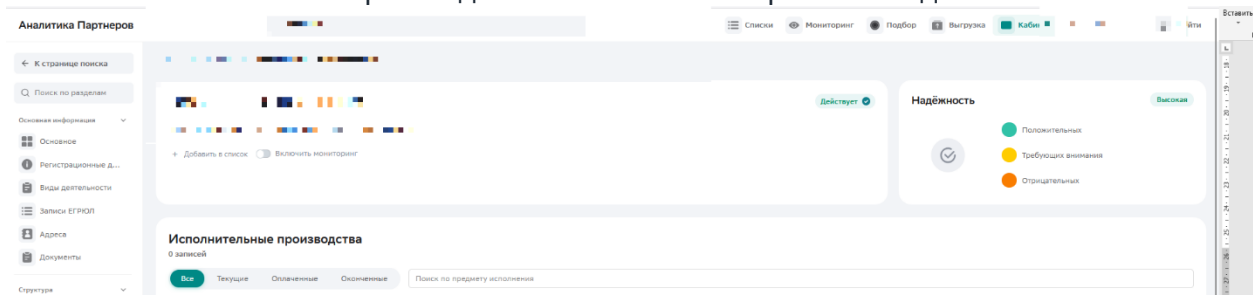 Аналитика Партнеров
Списки Мониторинг Подбор Выгрузка
Вставить
← К странице поиска
Поиск по разделам
Основная информация
Основное
Регистрационные д...
Виды деятельности
Записи ЕГРЮЛ
Адреса
Документы
Структура
Действует
+ Добавить в список Включить мониторинг
Надёжность Высокая
Положительных
Требующих внимания
Отрицательных
Исполнительные производства
0 записей
Все Текущие Оплаченные Оконченные Поиск по предмету исполнения